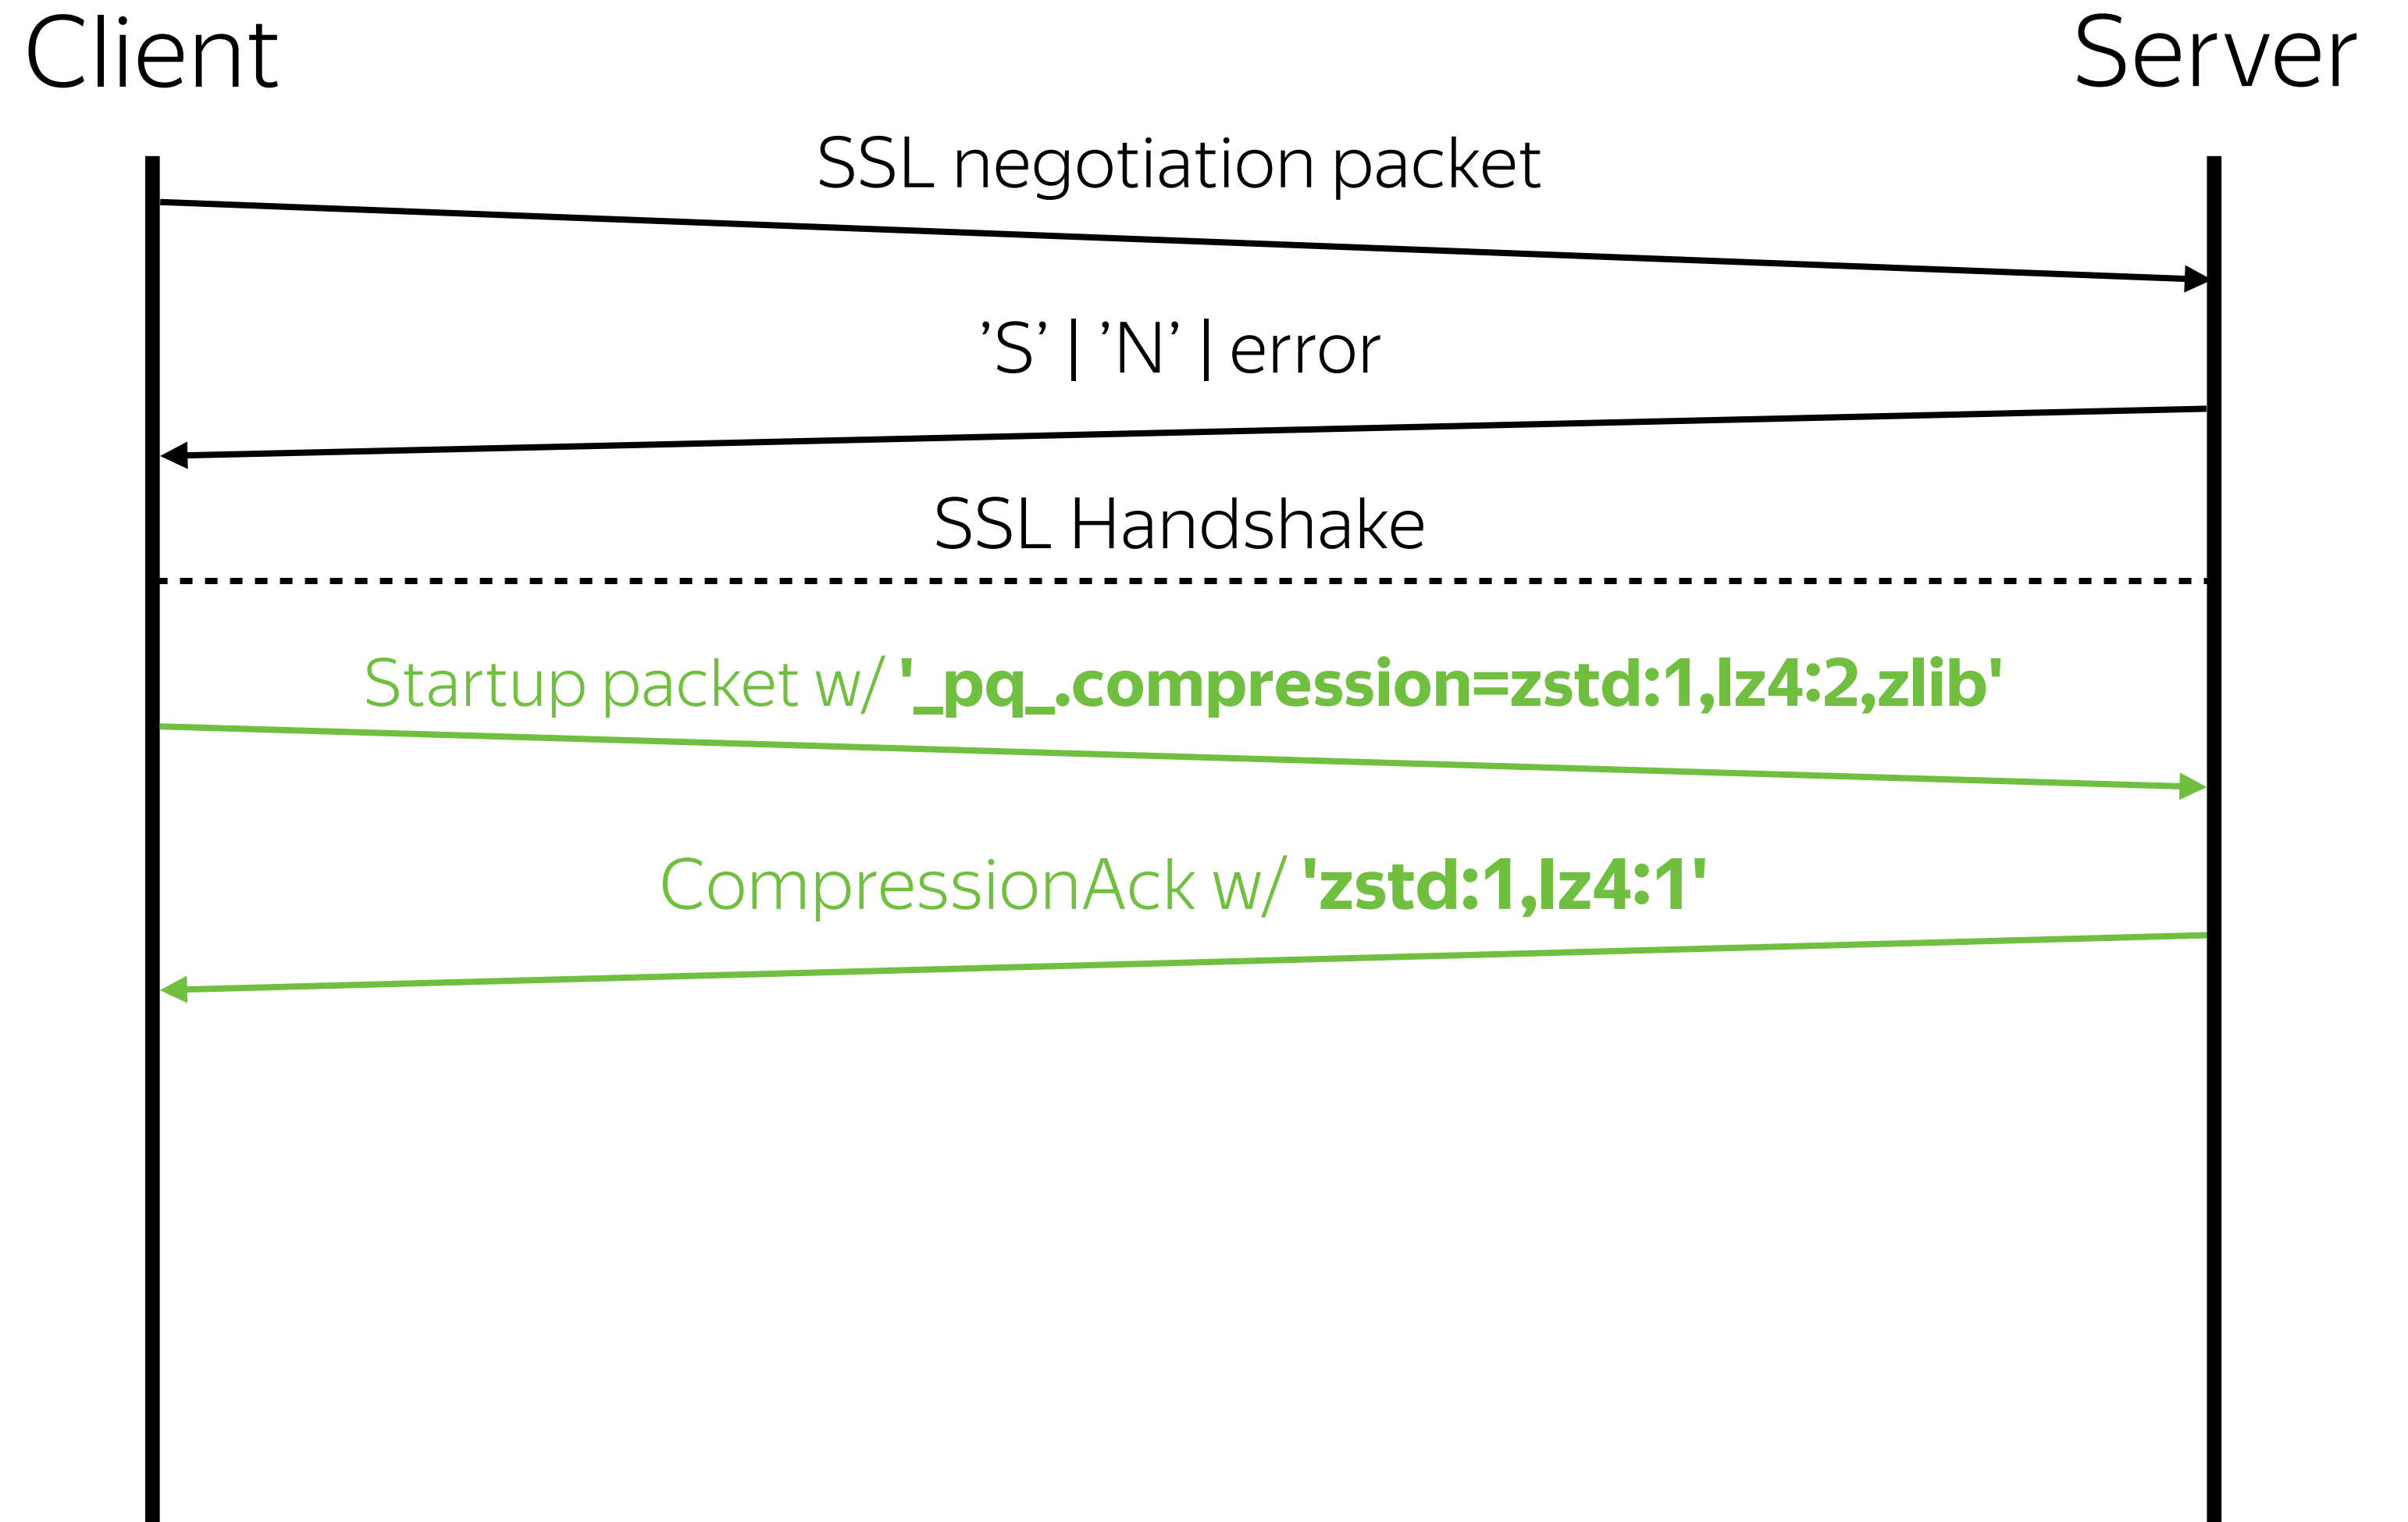 Client
Server
SSL negotiation packet
’S’ | ’N’ | error
SSL Handshake
Startup packet w/ '_pq_.compression=zstd:1,lz4:2,zlib'
CompressionAck w/ 'zstd:1,lz4:1'